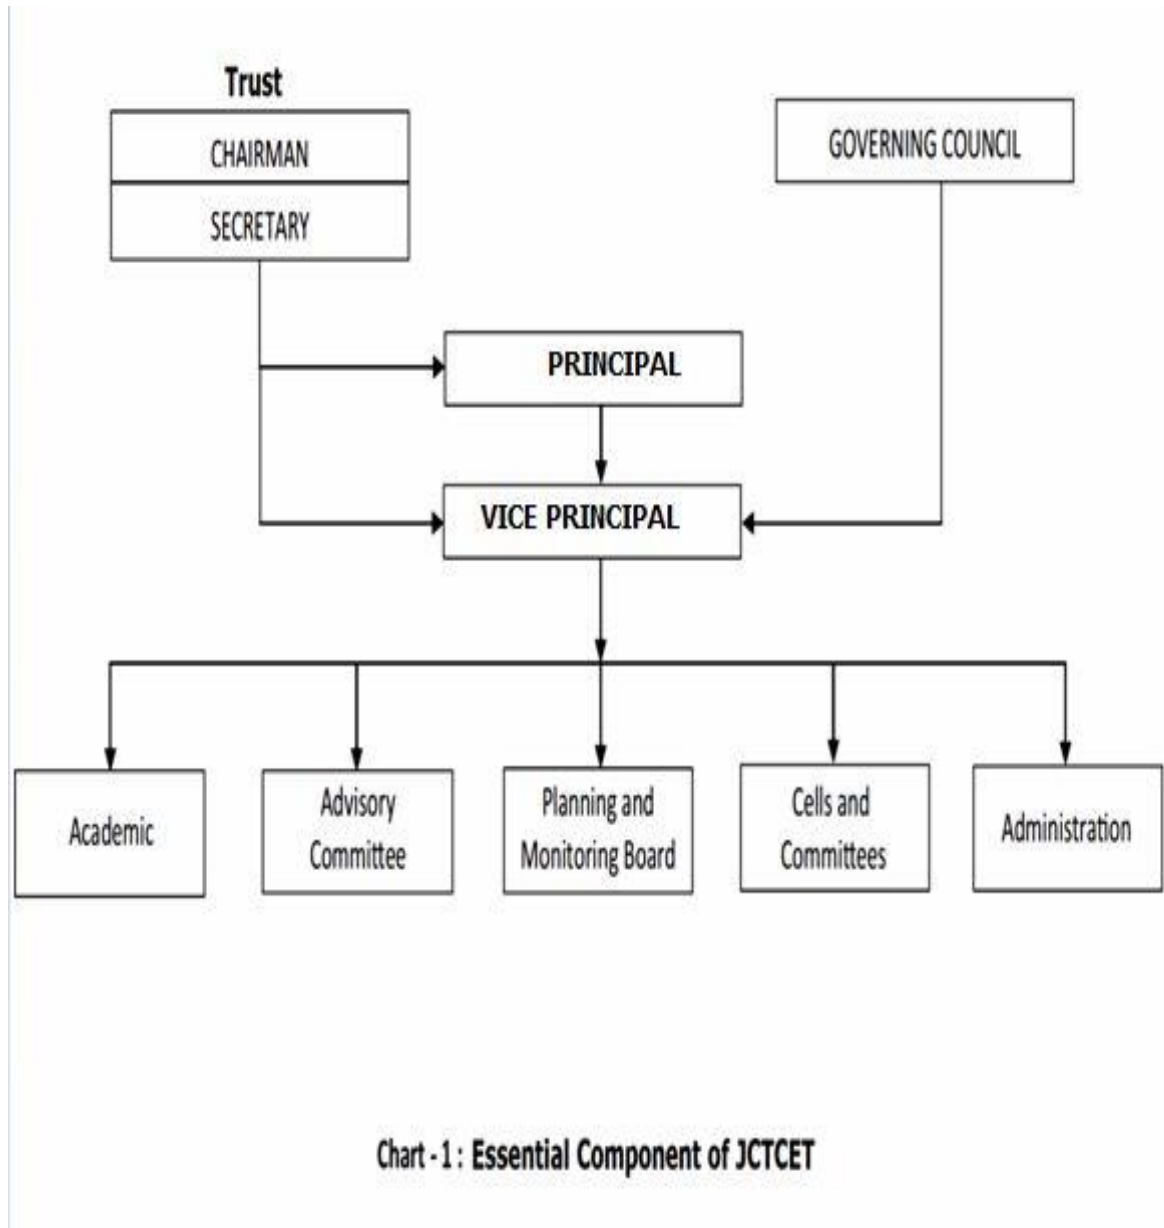 Trust
CHAIRMAN
SECRETARY
GOVERNING COUNCIL
PRINCIPAL
VICE PRINCIPAL
Academic
Advisory
Committee
Planning and
Monitoring Board
Cells and
Committees
Administration
Chart - 1 : Essential Component of JCTCET